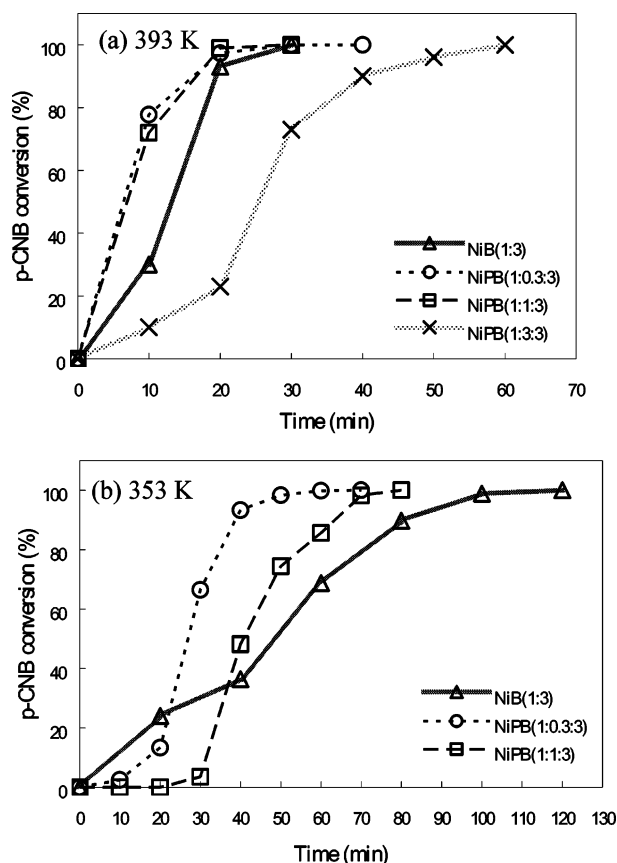 (a) 393 K
p-CNB conversion (%)
100
80
60
40
20
0
NiB(1:3)
NiPB(1:0.3:3)
NiPB(1:1:3)
NiPB(1:3:3)
0 10 20 30 40 50 60 70
Time (min)
(b) 353 K
p-CNB conversion (%)
100
80
60
40
20
0
NiB(1:3)
NiPB(1:0.3:3)
NiPB(1:1:3)
0 10 20 30 40 50 60 70 80 90 100 110 120 130
Time (min)